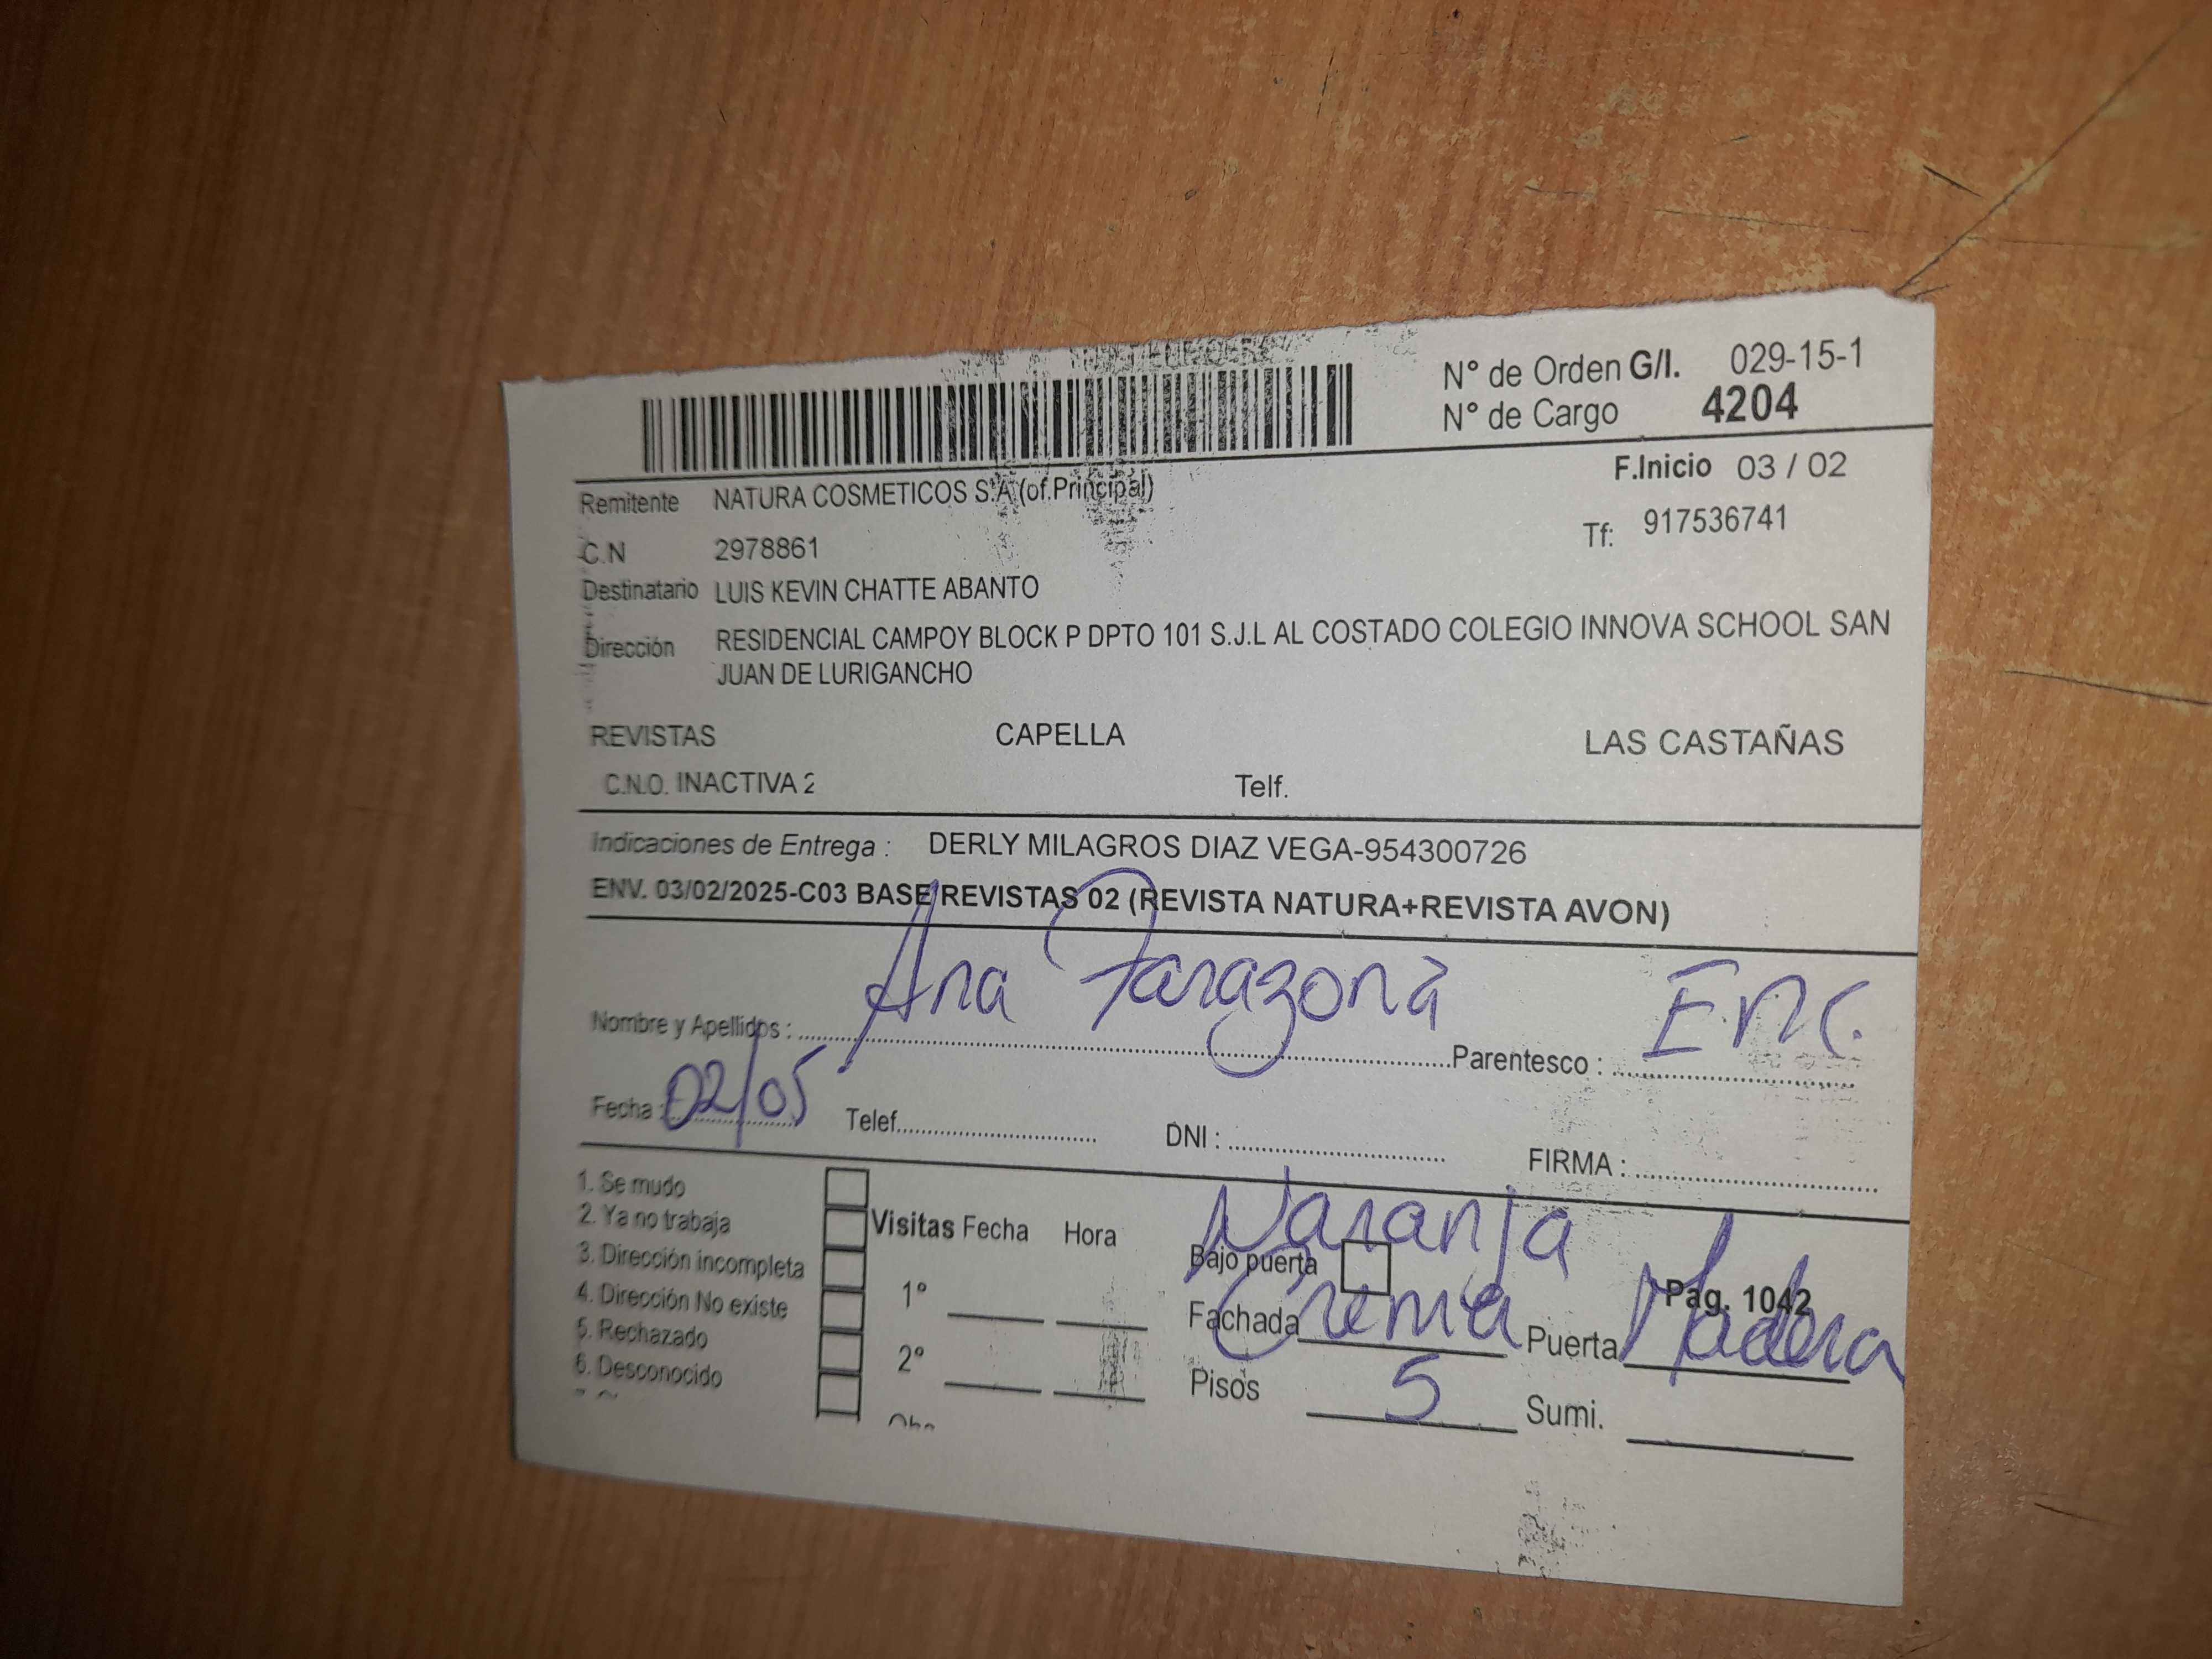 N° de Orden G/I. 029-15-1
N° de Cargo 4204
F.Inicio 03 / 02
Remitente NATURA COSMETICOS S.A (of.Principal)
Tf: 917536741
C.N 2978861
Destinatario LUIS KEVIN CHATTE ABANTO
Dirección RESIDENCIAL CAMPOY BLOCK P DPTO 101 S.J.L AL COSTADO COLEGIO INNOVA SCHOOL SAN
JUAN DE LURIGANCHO
REVISTAS CAPELLA LAS CASTAÑAS
C.N.O. INACTIVA 2 Telf.
Indicaciones de Entrega : DERLY MILAGROS DIAZ VEGA-954300726
ENV. 03/02/2025-C03 BASE REVISTAS 02 (REVISTA NATURA+REVISTA AVON)
Nombre y Apellidos : Ana Tarazona Parentesco : Enc.
Fecha : 02/05 Telef. DNI : FIRMA :
1. Se mudo
2. Ya no trabaja
3. Dirección incompleta
4. Dirección No existe
5. Rechazado
6. Desconocido
Visitas Fecha Hora
1°
2°
Naranja
Bajo puerta
Pag. 1042
Fachada Crema Puerta Madera
Pisos 5 Sumi.